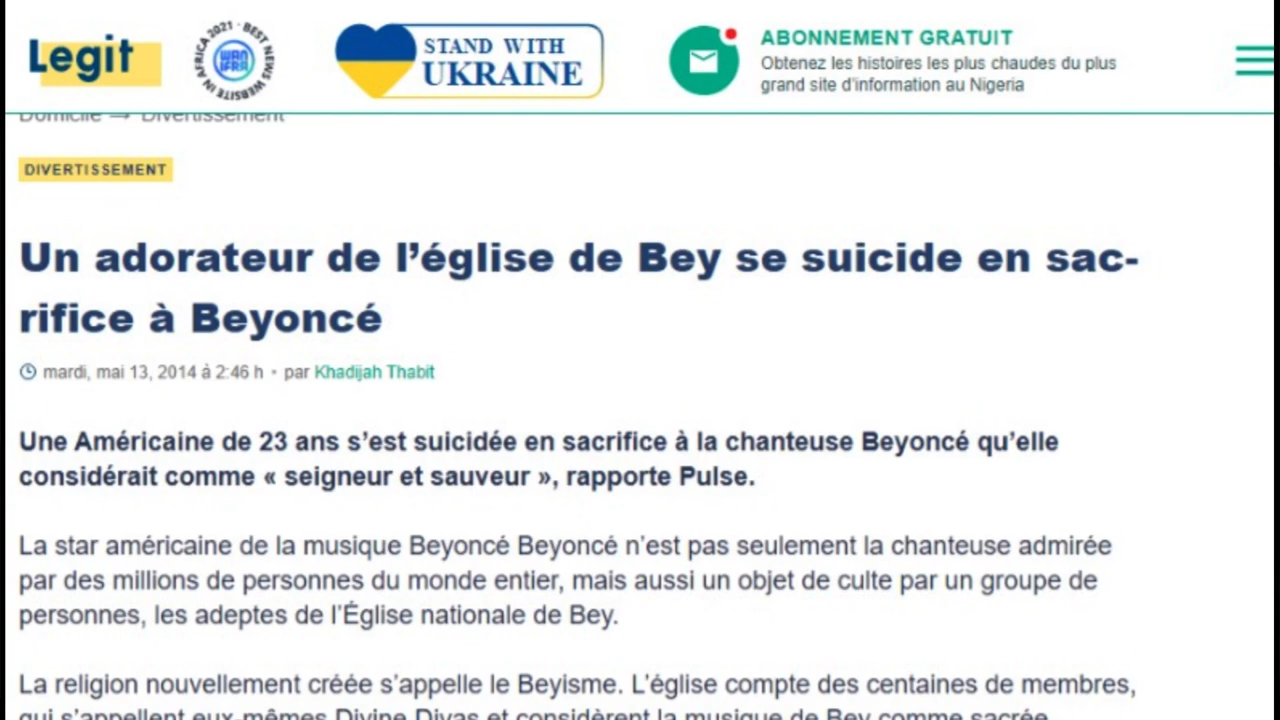 Legit
BEST NEWS WEBSITE IN AFRICA 2021
WAN
IFRA
STAND WITH
UKRAINE
ABONNEMENT GRATUIT
Obtenez les histoires les plus chaudes du plus
grand site d'information au Nigeria
Domicile → Divertissement
DIVERTISSEMENT
Un adorateur de l’église de Bey se suicide en sac-
rifice à Beyoncé
mardi, mai 13, 2014 à 2:46 h • par Khadijah Thabit
Une Américaine de 23 ans s’est suicidée en sacrifice à la chanteuse Beyoncé qu’elle
considérait comme « seigneur et sauveur », rapporte Pulse.
La star américaine de la musique Beyoncé Beyoncé n’est pas seulement la chanteuse admirée
par des millions de personnes du monde entier, mais aussi un objet de culte par un groupe de
personnes, les adeptes de l’Église nationale de Bey.
La religion nouvellement créée s’appelle le Beyisme. L’église compte des centaines de membres,
qui s’appellent eux-mêmes Divine Divas et considèrent la musique de Bey comme sacrée.